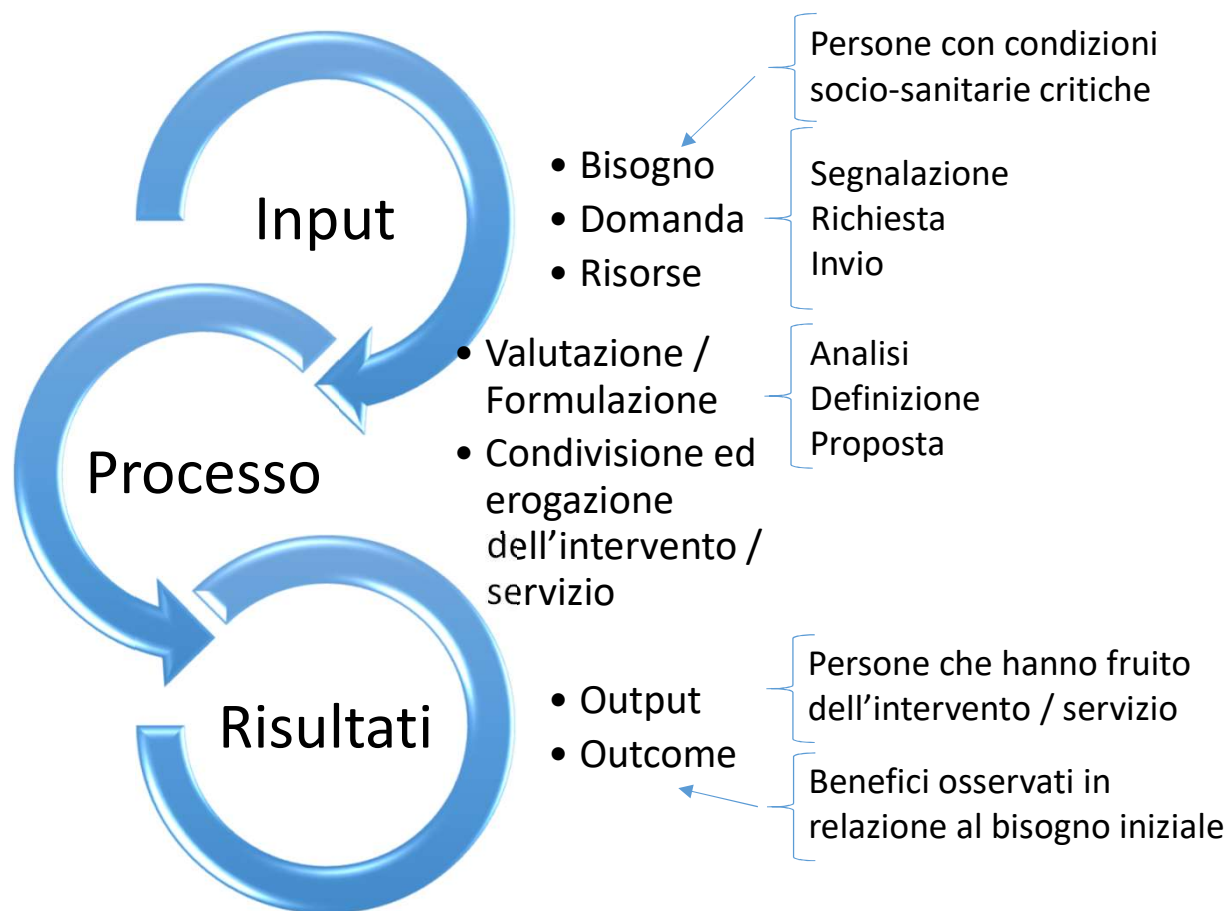 Input
• Bisogno
• Domanda
• Risorse
Persone con condizioni
socio-sanitarie critiche
Segnalazione
Richiesta
Invio
Processo
• Valutazione /
Formulazione
• Condivisione ed
erogazione
dell’intervento /
servizio
Analisi
Definizione
Proposta
Risultati
• Output
• Outcome
Persone che hanno fruito
dell’intervento / servizio
Benefici osservati in
relazione al bisogno iniziale